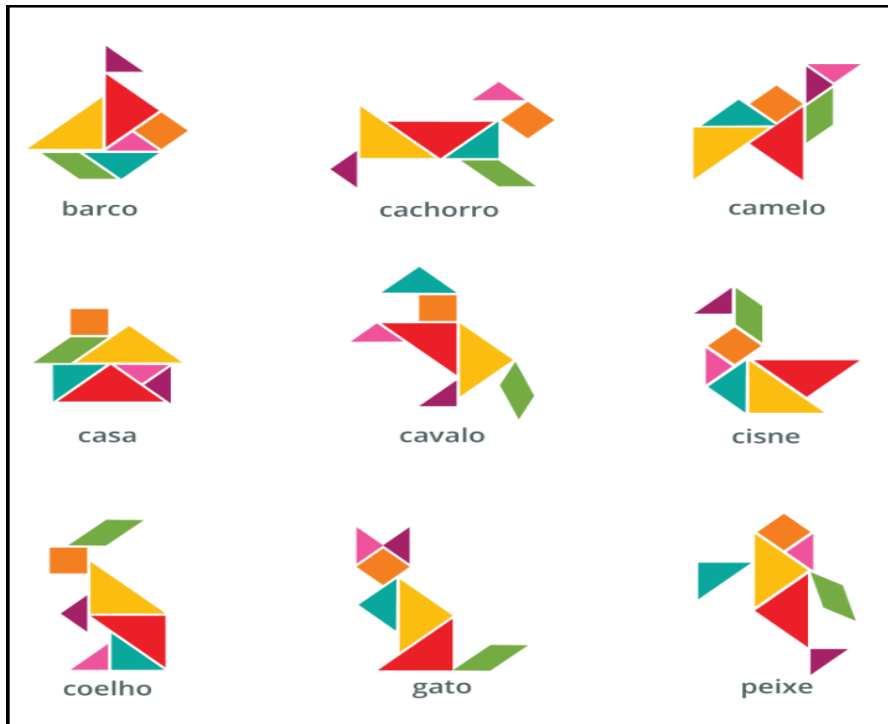 barco
cachorro
camelo
casa
cavalo
cisne
coelho
gato
peixe